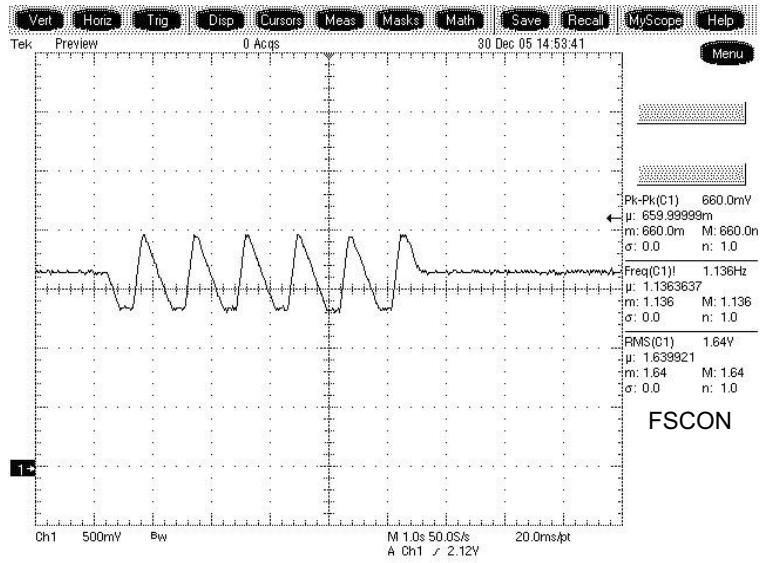 Vert Horiz Trig Disp Cursors Meas Masks Math Save Recall MyScope Help
Tek Preview 0 Acqs 30 Dec 05 14:53:41
Menu
Pk-Pk(C1) 660.0mV
µ: 659.99999m
m: 660.0m M: 660.0n
σ: 0.0 n: 1.0
Freq(C1)! 1.136Hz
µ: 1.1363637
m: 1.136 M: 1.136
σ: 0.0 n: 1.0
RMS(C1) 1.64V
µ: 1.639921
m: 1.64 M: 1.64
σ: 0.0 n: 1.0
FSCON
1
Ch1 500mV BW M 1.0s 50.0S/s 20.0ms/pt
A Ch1 2.12V